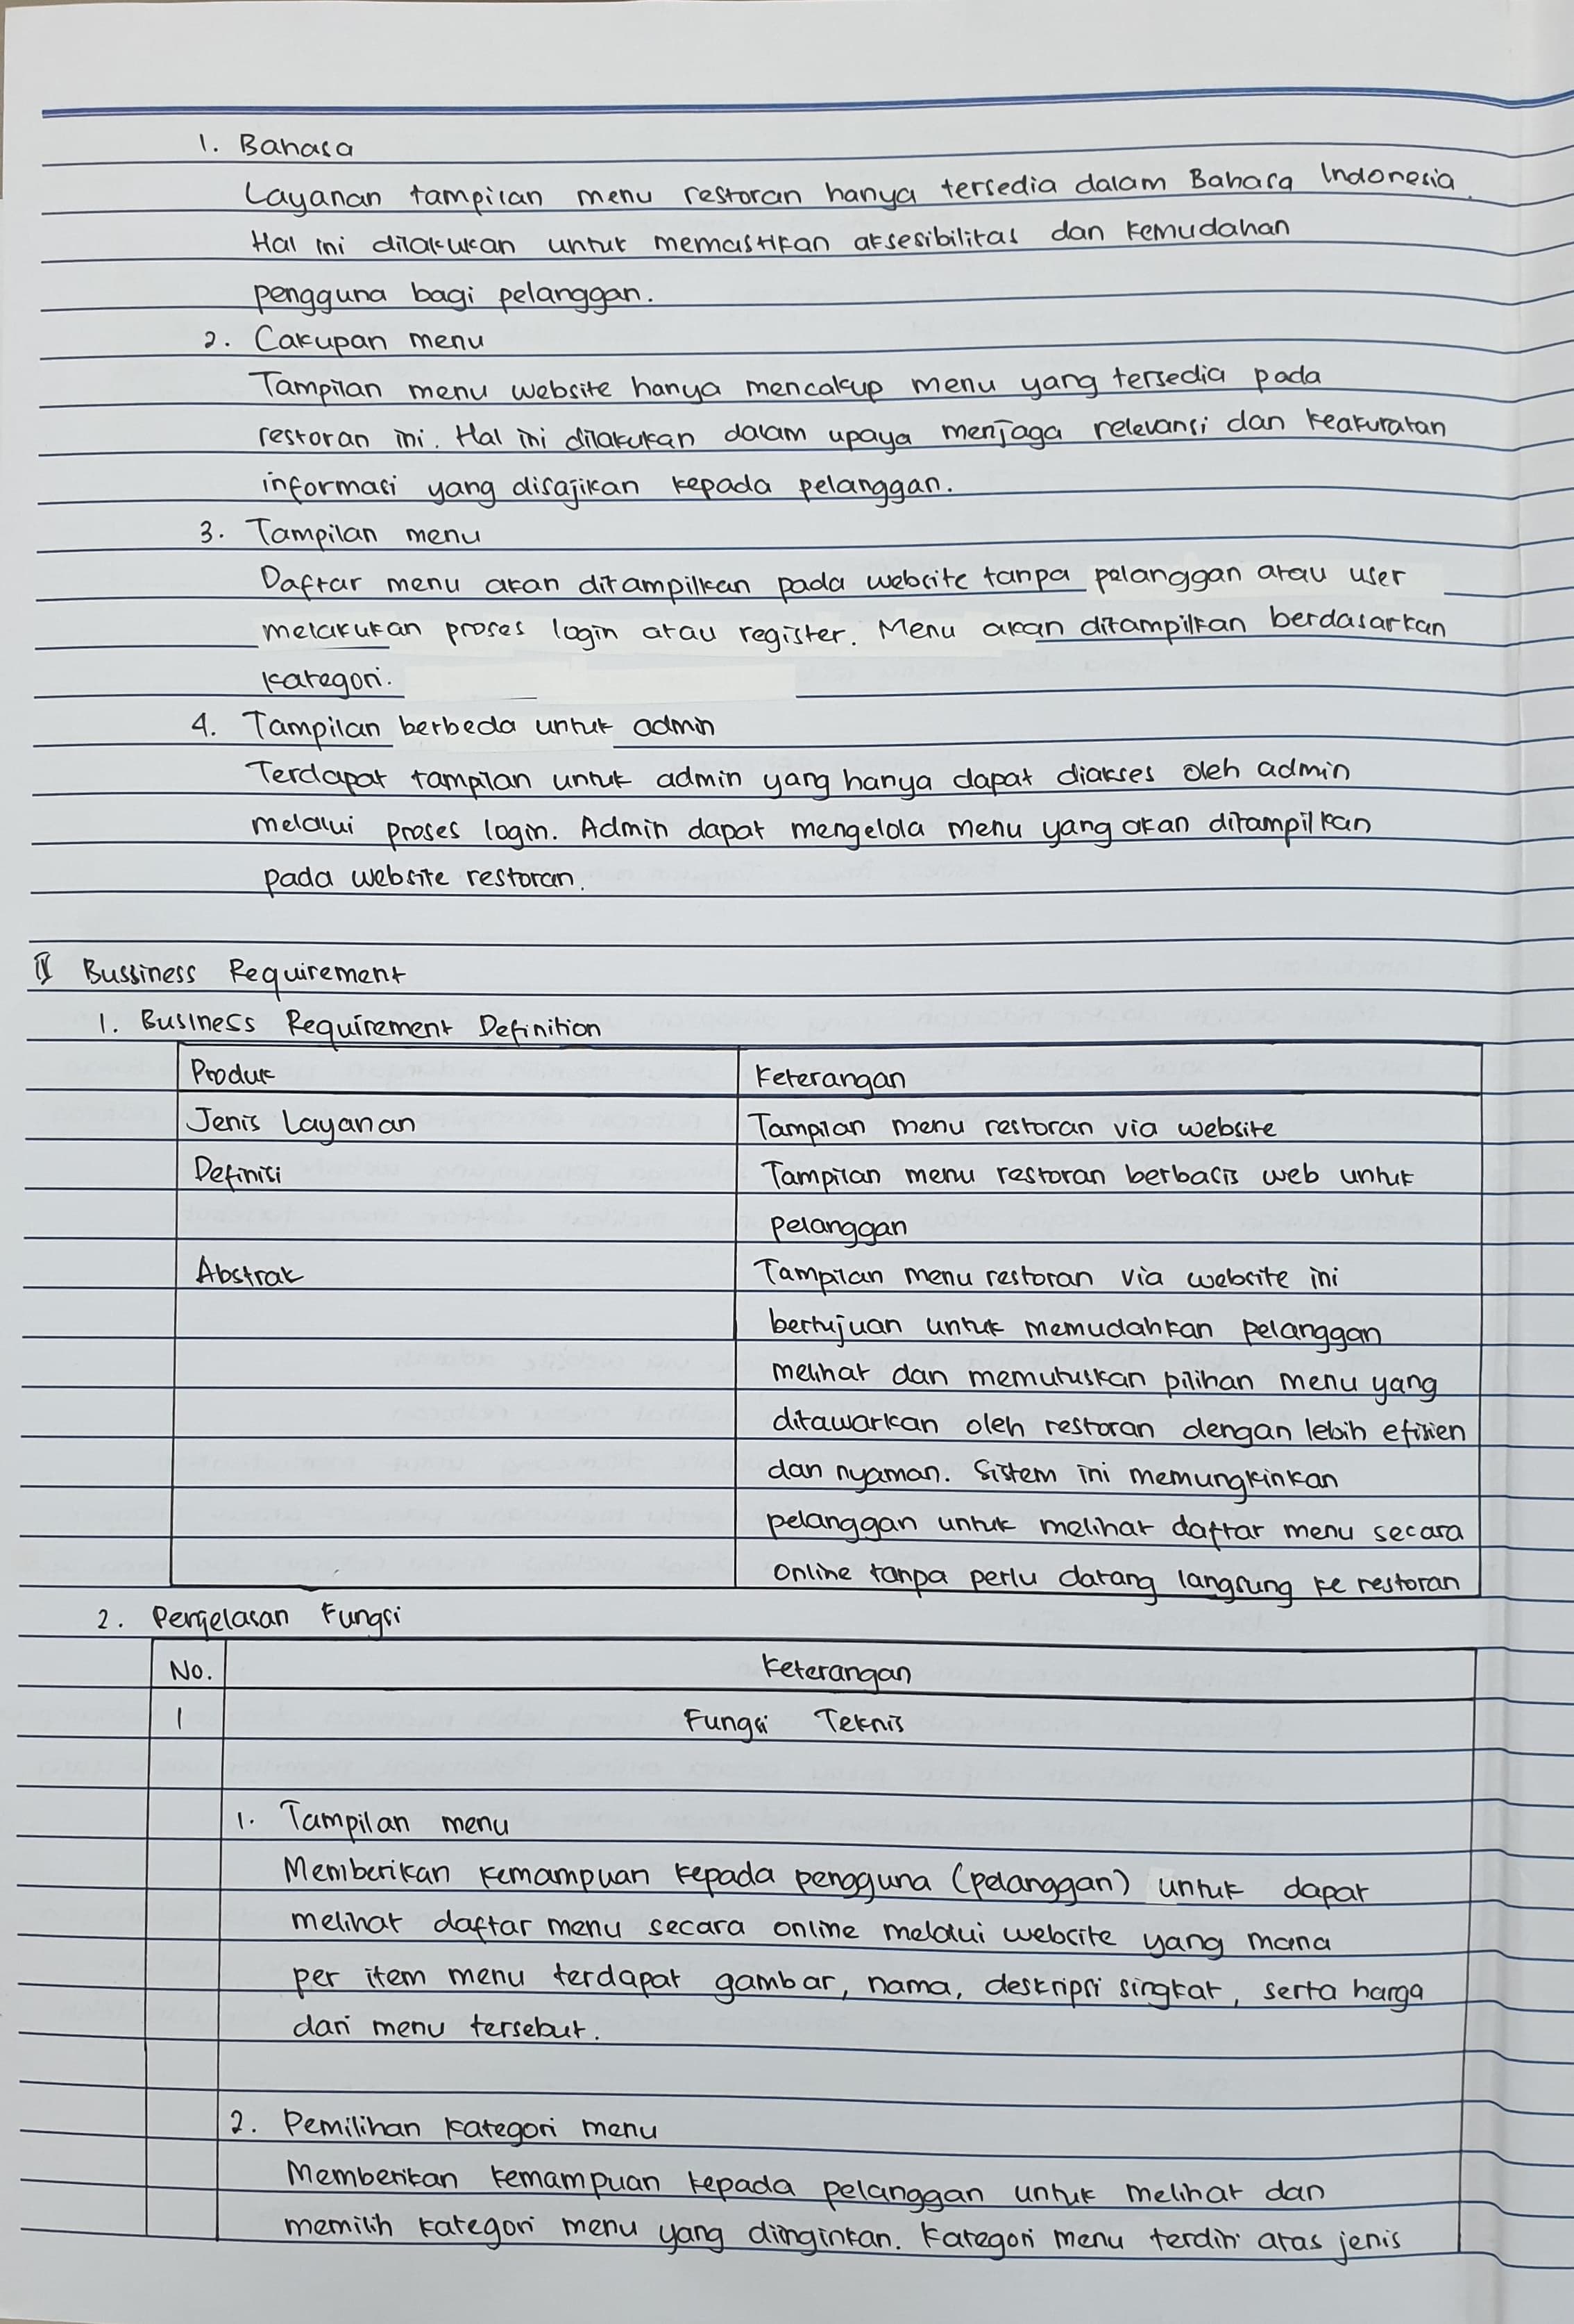 1. Bahasa
Layanan tampilan menu restoran hanya tersedia dalam Bahasa Indonesia.
Hal ini dilakukan untuk memastikan aksesibilitas dan kemudahan
pengguna bagi pelanggan.
2. Cakupan menu
Tampilan menu website hanya mencakup menu yang tersedia pada
restoran ini. Hal ini dilakukan dalam upaya menjaga relevansi dan keakuratan
informasi yang disajikan kepada pelanggan.
3. Tampilan menu
Daftar menu akan ditampilkan pada website tanpa pelanggan atau user
melakukan proses login atau register. Menu akan ditampilkan berdasarkan
kategori.
4. Tampilan berbeda untuk admin
Terdapat tampilan untuk admin yang hanya dapat diakses oleh admin
melalui proses login. Admin dapat mengelola menu yang akan ditampilkan
pada website restoran.
II Bussiness Requirement
1. Business Requirement Definition
Produk Keterangan
Jenis Layanan Tampilan menu restoran via website
Definisi Tampilan menu restoran berbasis web untuk
pelanggan
Abstrak Tampilan menu restoran via website ini
bertujuan untuk memudahkan pelanggan
melihat dan memutuskan pilihan menu yang
ditawarkan oleh restoran dengan lebih efisien
dan nyaman. Sistem ini memungkinkan
pelanggan untuk melihat daftar menu secara
online tanpa perlu datang langsung ke restoran
2. Penjelasan Fungsi
No. Keterangan
1 Fungsi Teknis
1. Tampilan menu
Memberikan kemampuan kepada pengguna (pelanggan) untuk dapat
melihat daftar menu secara online melalui website yang mana
per item menu terdapat gambar, nama, deskripsi singkat, serta harga
dari menu tersebut.
2. Pemilihan kategori menu
Memberikan kemampuan kepada pelanggan untuk melihat dan
memilih kategori menu yang diinginkan. Kategori menu terdiri atas jenis